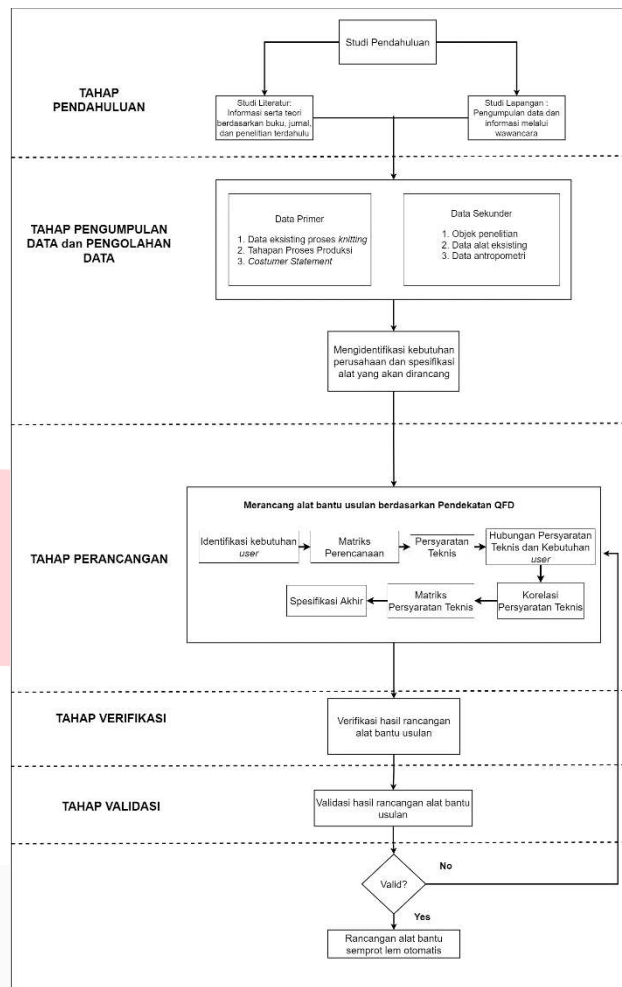 Studi Pendahuluan
TAHAP
PENDAHULUAN
Studi Literatur:
Informasi serta teori
berdasarkan buku, jurnal,
dan penelitian terdahulu
Studi Lapangan :
Pengumpulan data dan
informasi melalui
wawancara
TAHAP PENGUMPULAN
DATA dan PENGOLAHAN
DATA
Data Primer
1. Data eksisting proses knitting
2. Tahapan Proses Produksi
3. Costumer Statement
Data Sekunder
1. Objek penelitian
2. Data alat eksisting
3. Data antropometri
Mengidentifikasi kebutuhan
perusahaan dan spesifikasi
alat yang akan dirancang
TAHAP PERANCANGAN
Merancang alat bantu usulan berdasarkan Pendekatan QFD
Identifikasi kebutuhan
user
Matriks
Perencanaan
Persyaratan
Teknis
Hubungan Persyaratan
Teknis dan Kebutuhan
user
Korelasi
Persyaratan Teknis
Matriks
Persyaratan Teknis
Spesifikasi Akhir
TAHAP VERIFIKASI
Verifikasi hasil rancangan
alat bantu usulan
TAHAP VALIDASI
Validasi hasil rancangan alat bantu
usulan
Valid?
No
Yes
Rancangan alat bantu
semprot lem otomatis